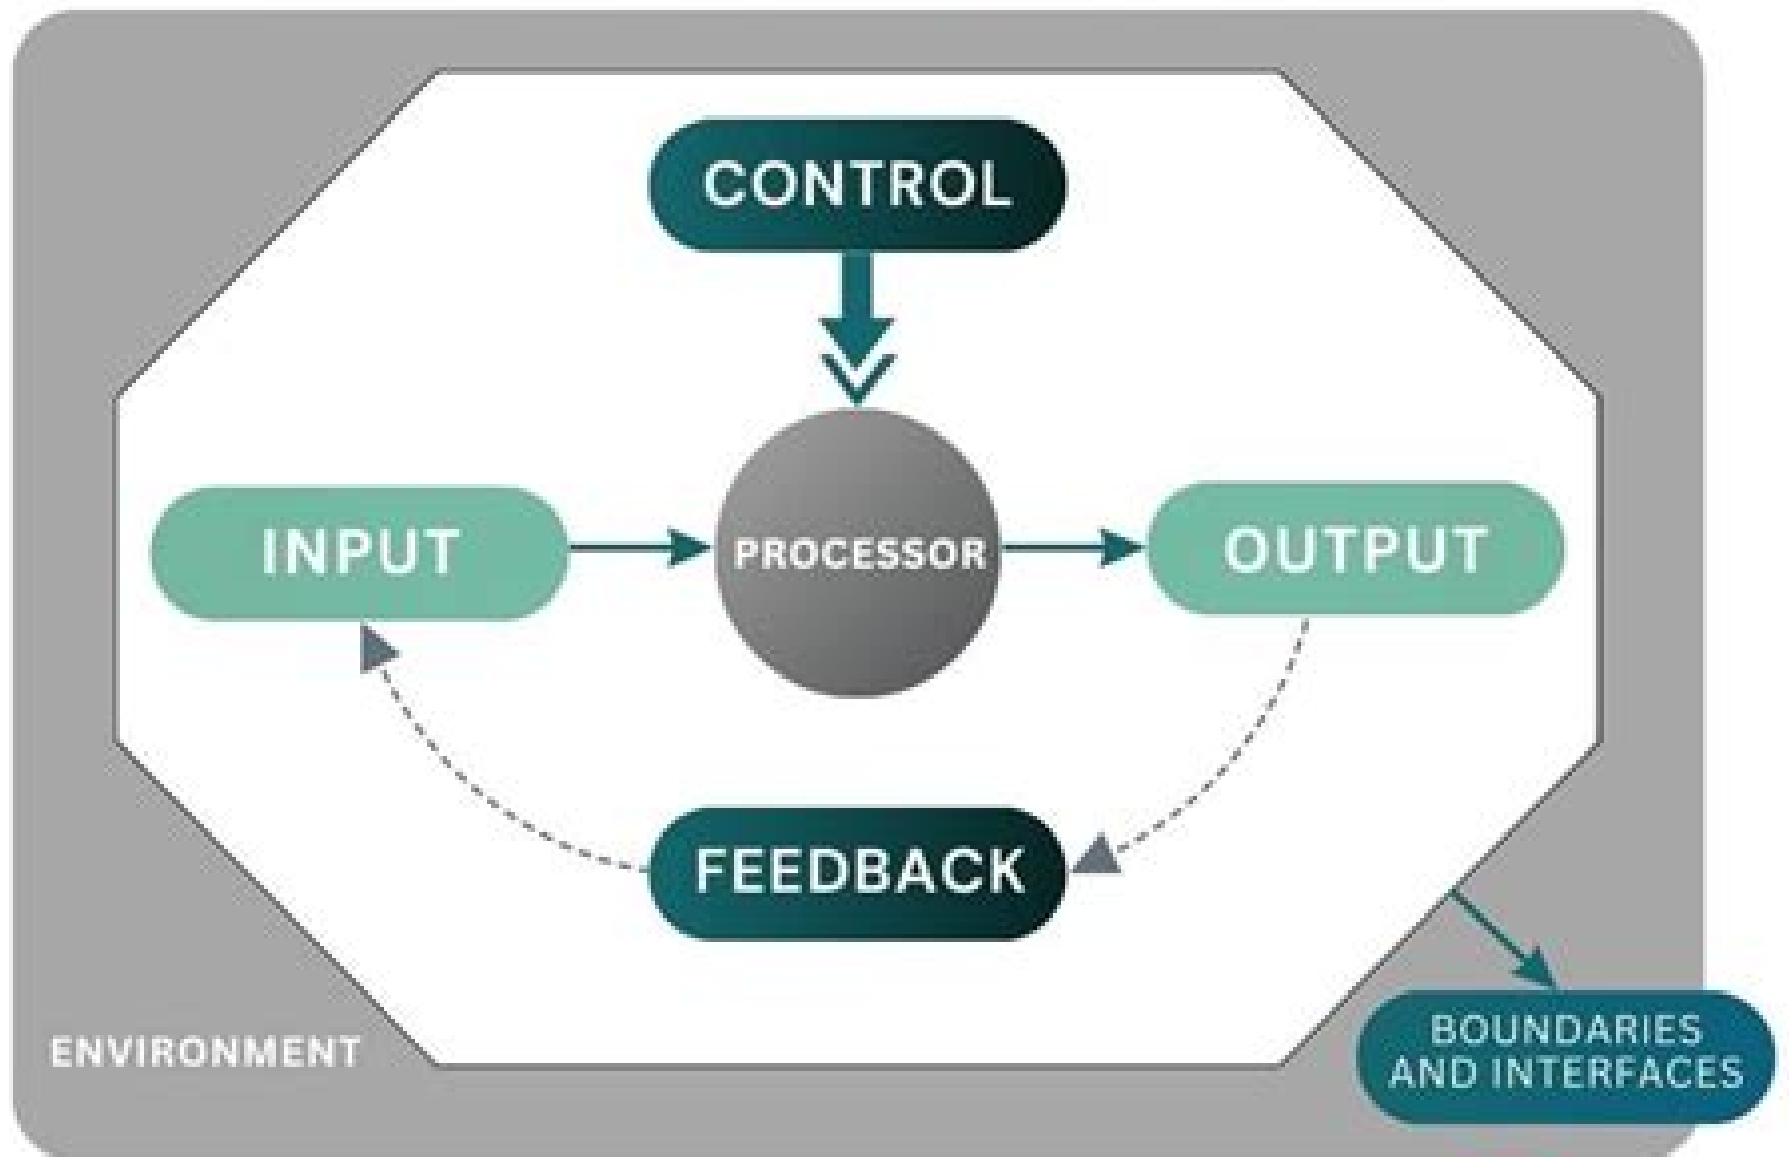 CONTROL
INPUT
PROCESSOR
OUTPUT
FEEDBACK
ENVIRONMENT
BOUNDARIES
AND INTERFACES